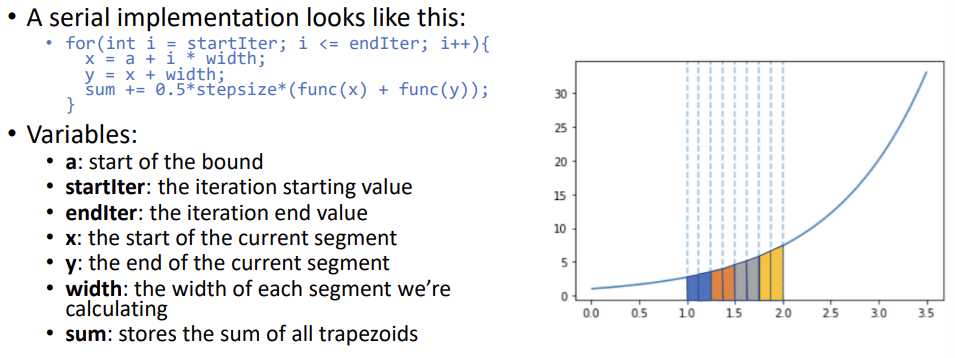 • A serial implementation looks like this:
• for(int i = startIter; i <= endIter; i++){
x = a + i * width;
y = x + width;
sum += 0.5*stepsize*(func(x) + func(y));
}
• Variables:
• a: start of the bound
• startIter: the iteration starting value
• endIter: the iteration end value
• x: the start of the current segment
• y: the end of the current segment
• width: the width of each segment we’re
calculating
• sum: stores the sum of all trapezoids
30
25
20
15
10
5
0
0.0 0.5 1.0 1.5 2.0 2.5 3.0 3.5